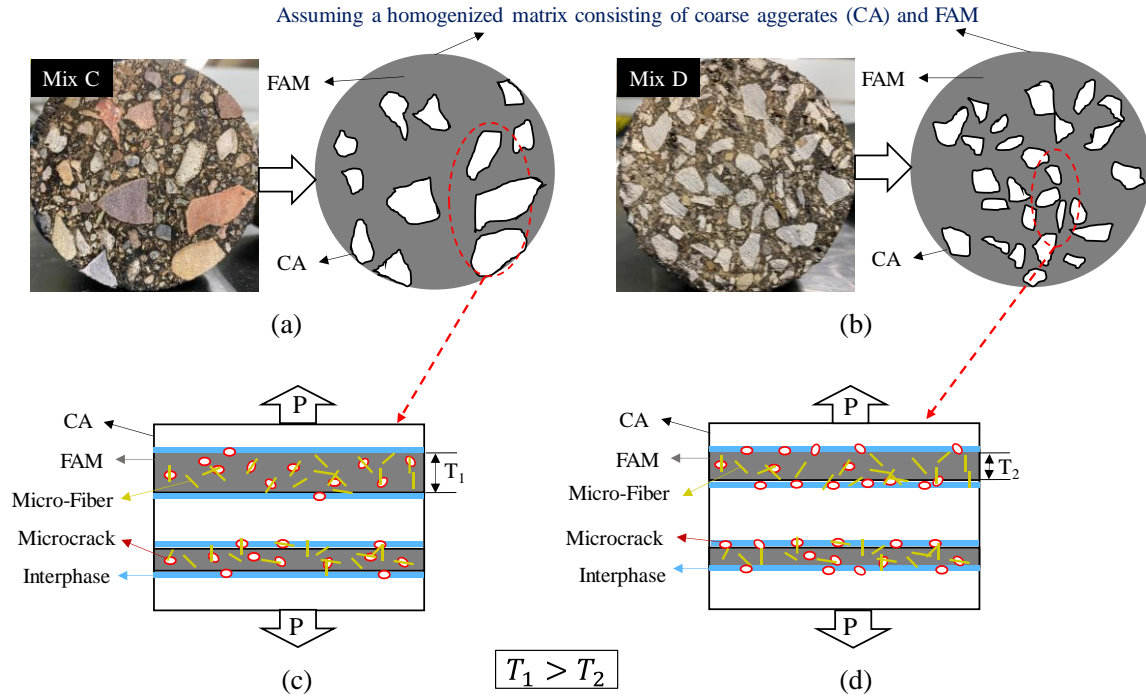 Assuming a homogenized matrix consisting of coarse aggerates (CA) and FAM
Mix C
FAM
CA
(a)
Mix D
FAM
CA
(b)
P
CA
FAM
T1
Micro-Fiber
Microcrack
Interphase
P
(c)
P
CA
FAM
T2
Micro-Fiber
Microcrack
Interphase
P
(d)
T1 > T2